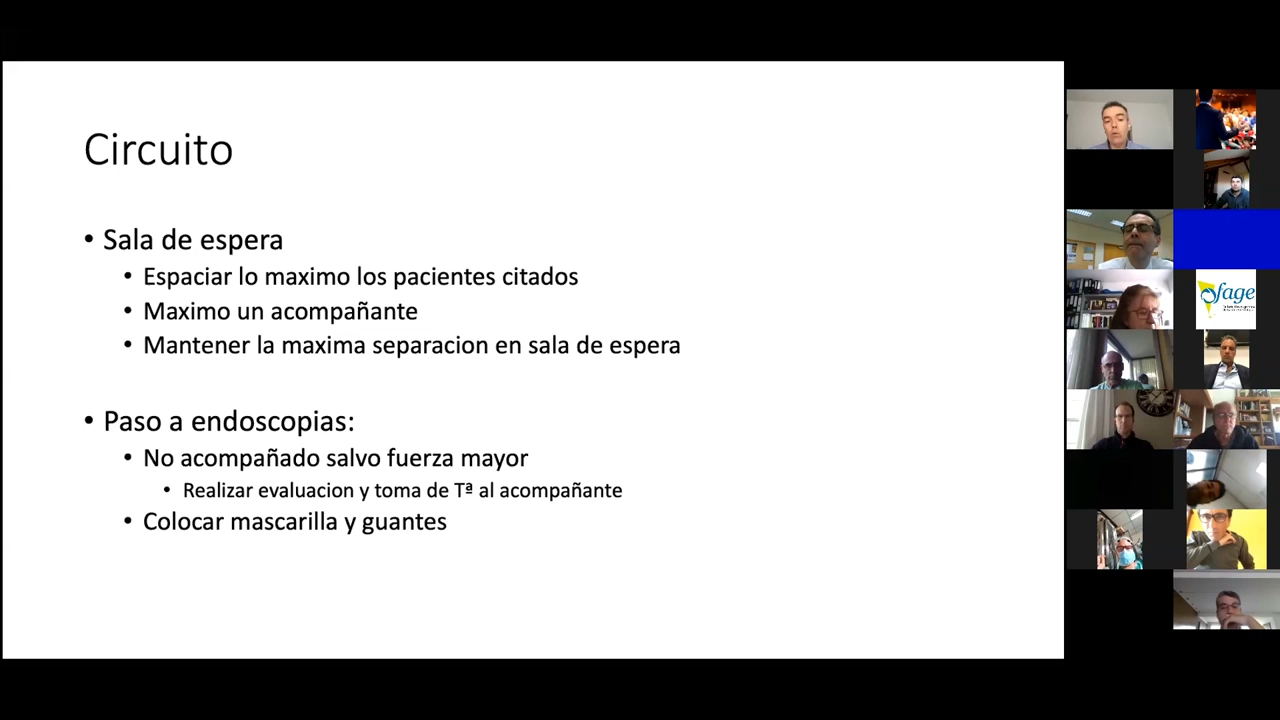 Circuito
• Sala de espera
• Espaciar lo maximo los pacientes citados
• Maximo un acompañante
• Mantener la maxima separacion en sala de espera
• Paso a endoscopias:
• No acompañado salvo fuerza mayor
• Realizar evaluacion y toma de Tª al acompañante
• Colocar mascarilla y guantes
fage